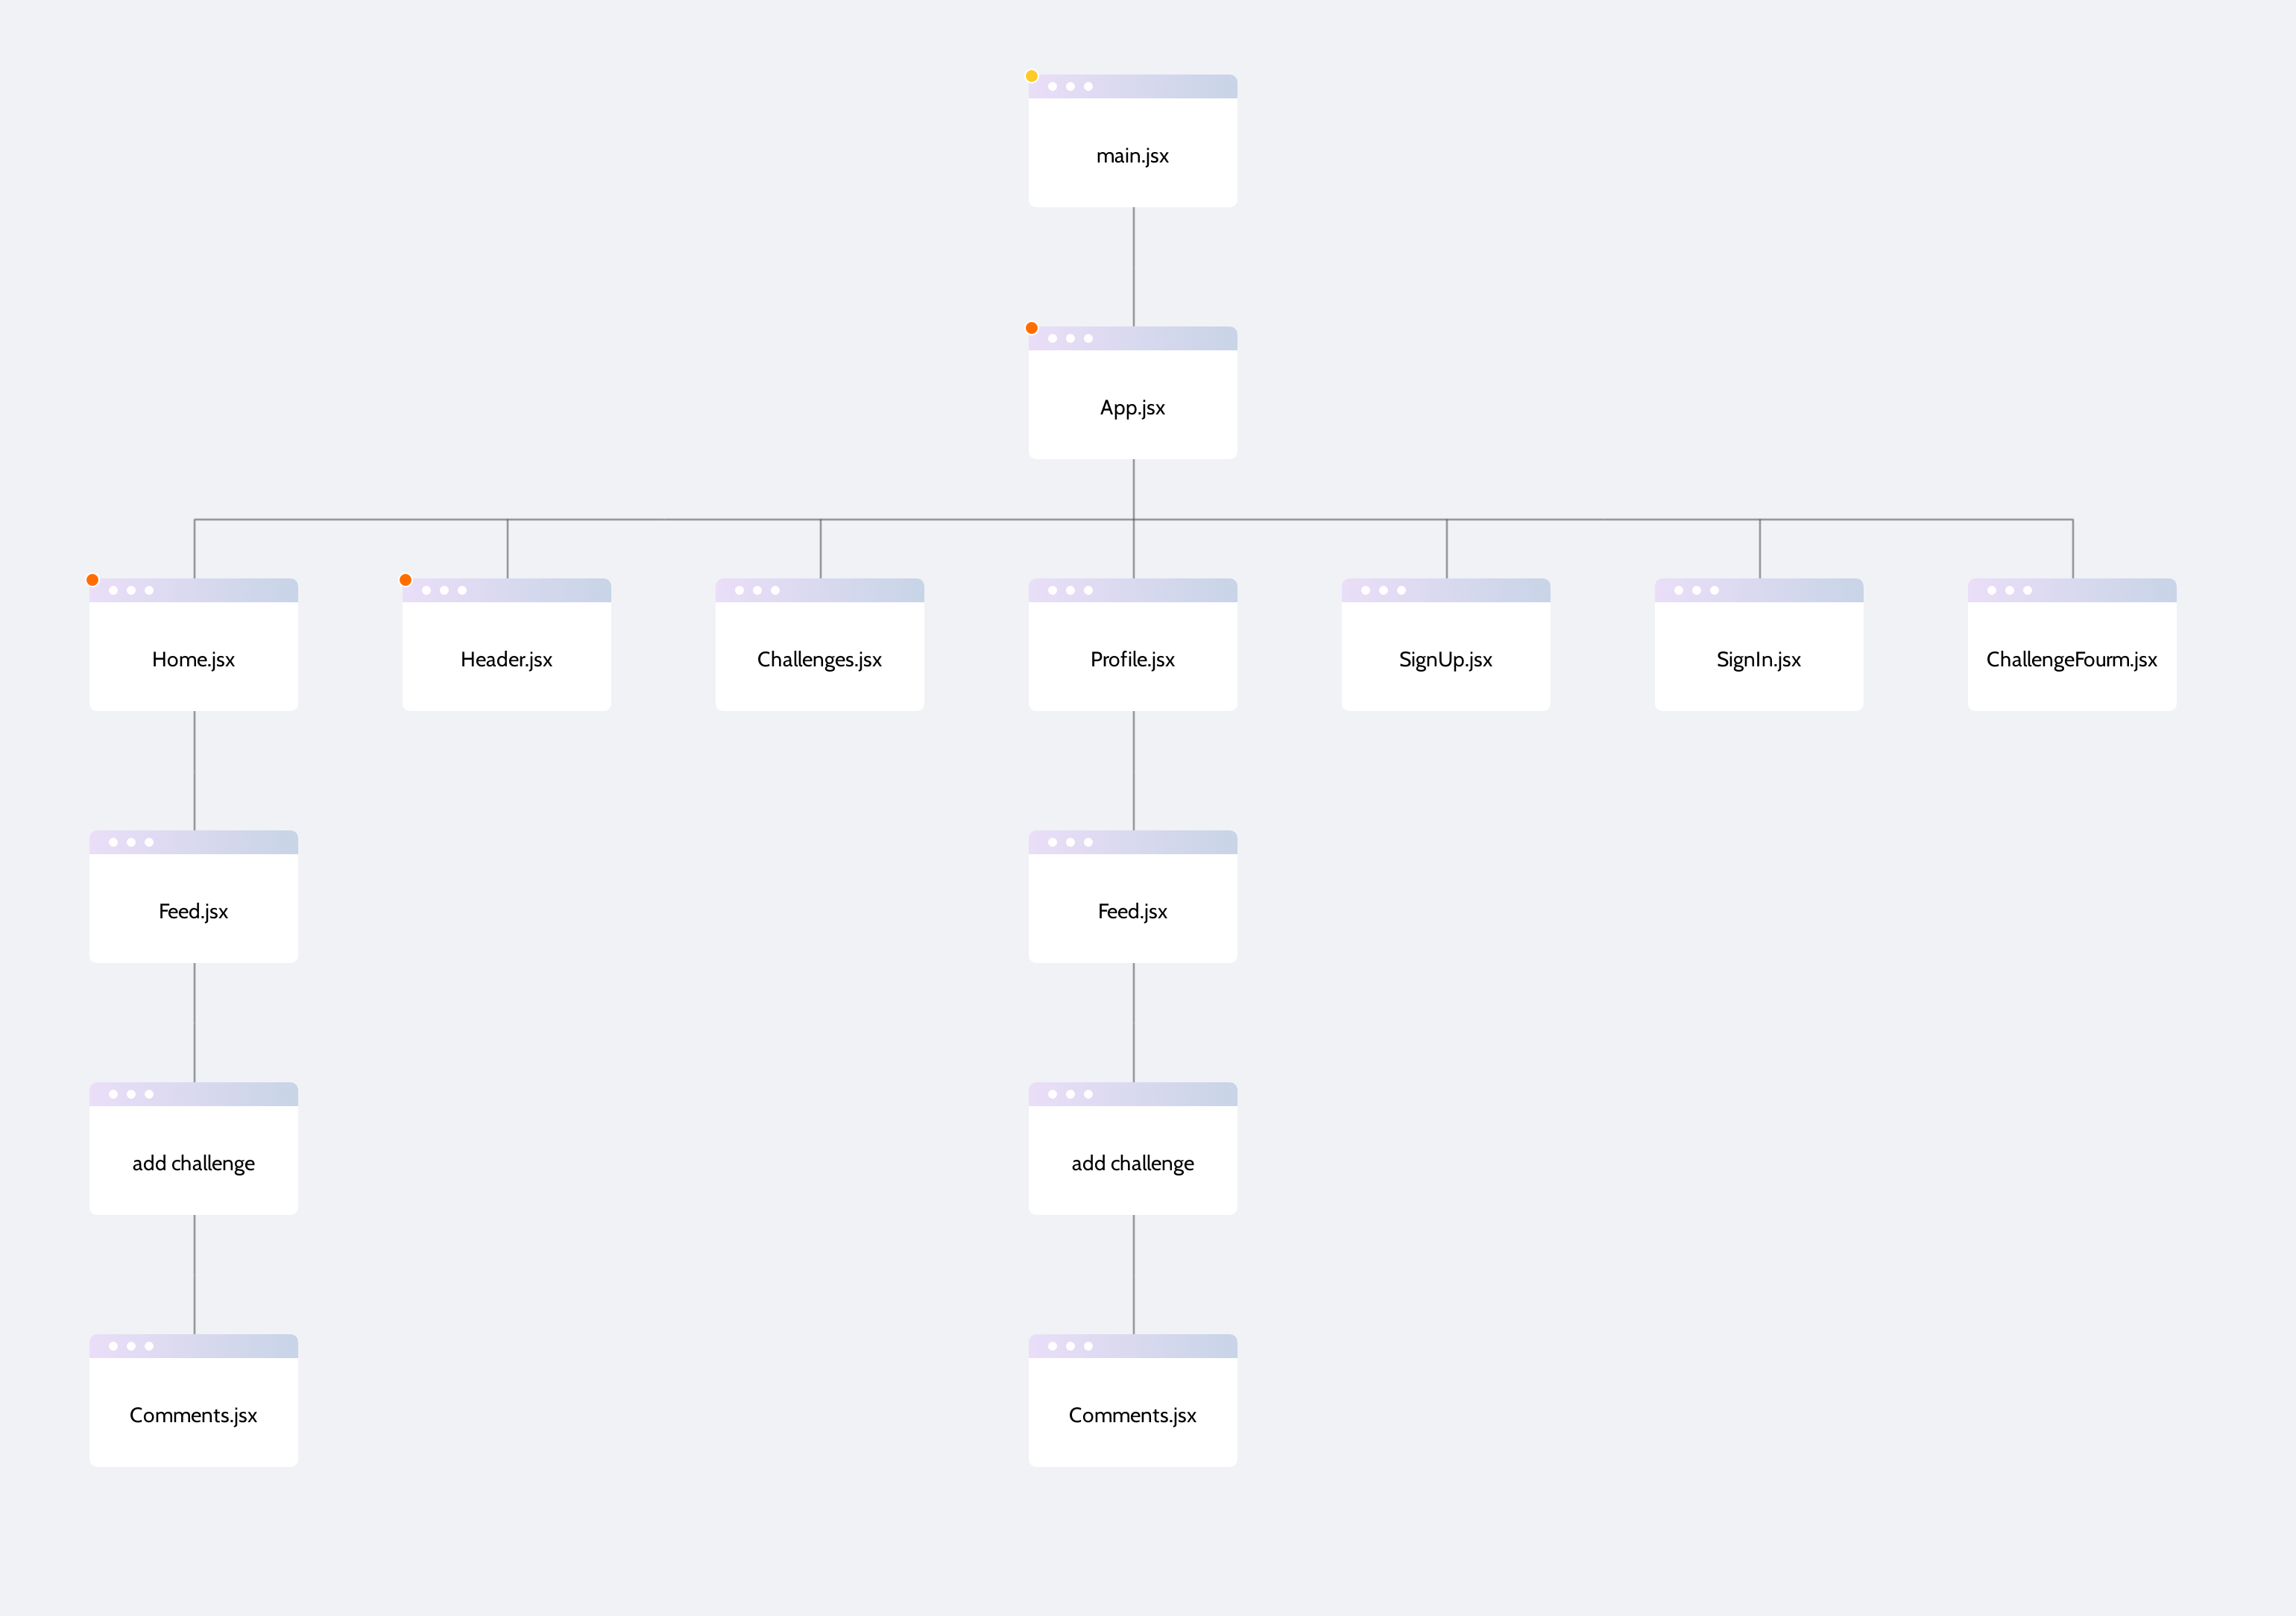 main.jsx
App.jsx
Home.jsx
Header.jsx
Challenges.jsx
Profile.jsx
SignUp.jsx
SignIn.jsx
ChallengeFourm.jsx
Feed.jsx
Feed.jsx
add challenge
add challenge
Comments.jsx
Comments.jsx